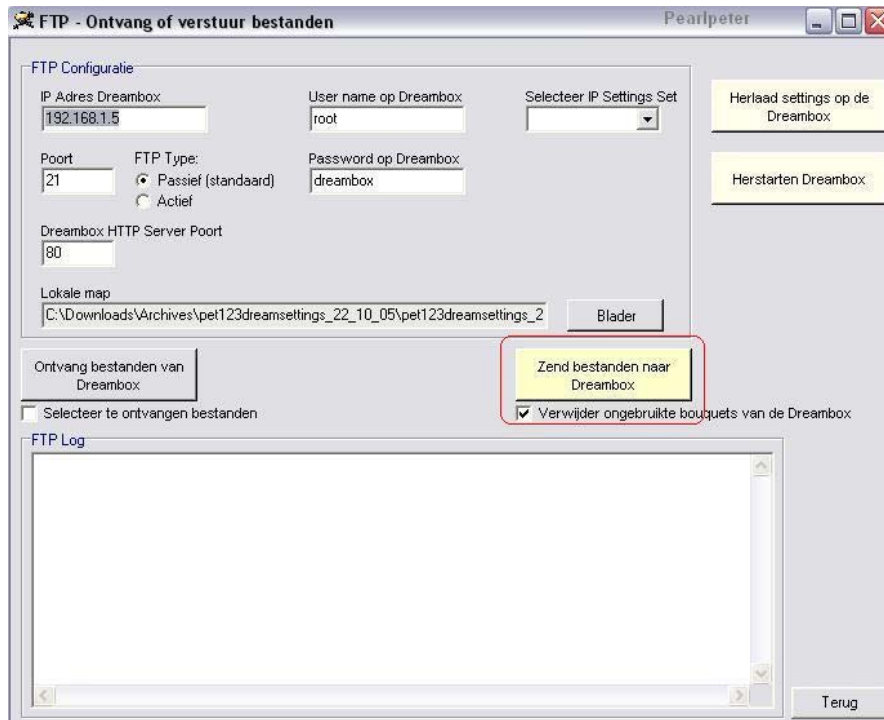 FTP - Ontvang of verstuur bestanden
Pearlpeter
FTP Configuratie
IP Adres Dreambox
192.168.1.5
User name op Dreambox
root
Selecteer IP Settings Set
Herlaad settings op de
Dreambox
Poort
21
FTP Type:
Passief (standaard)
Actief
Password op Dreambox
dreambox
Herstarten Dreambox
Dreambox HTTP Server Poort
80
Lokale map
C:\Downloads\Archives\pet123dreamsettings_22_10_05\pet123dreamsettings_2
Blader
Ontvang bestanden van
Dreambox
Zend bestanden naar
Dreambox
Selecteer te ontvangen bestanden
Verwijder ongebruikte bouquets van de Dreambox
FTP Log
Terug